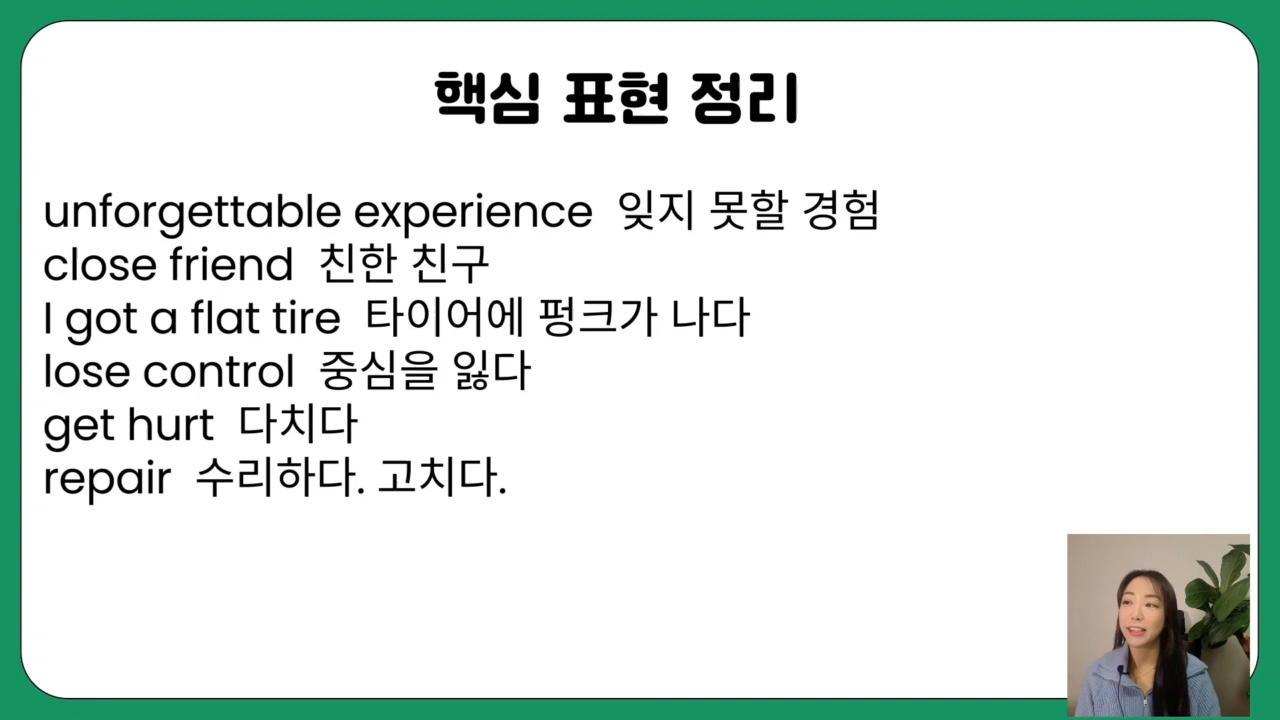 핵심 표현 정리
unforgettable experience 잊지 못할 경험
close friend 친한 친구
I got a flat tire 타이어에 펑크가 나다
lose control 중심을 잃다
get hurt 다치다
repair 수리하다. 고치다.